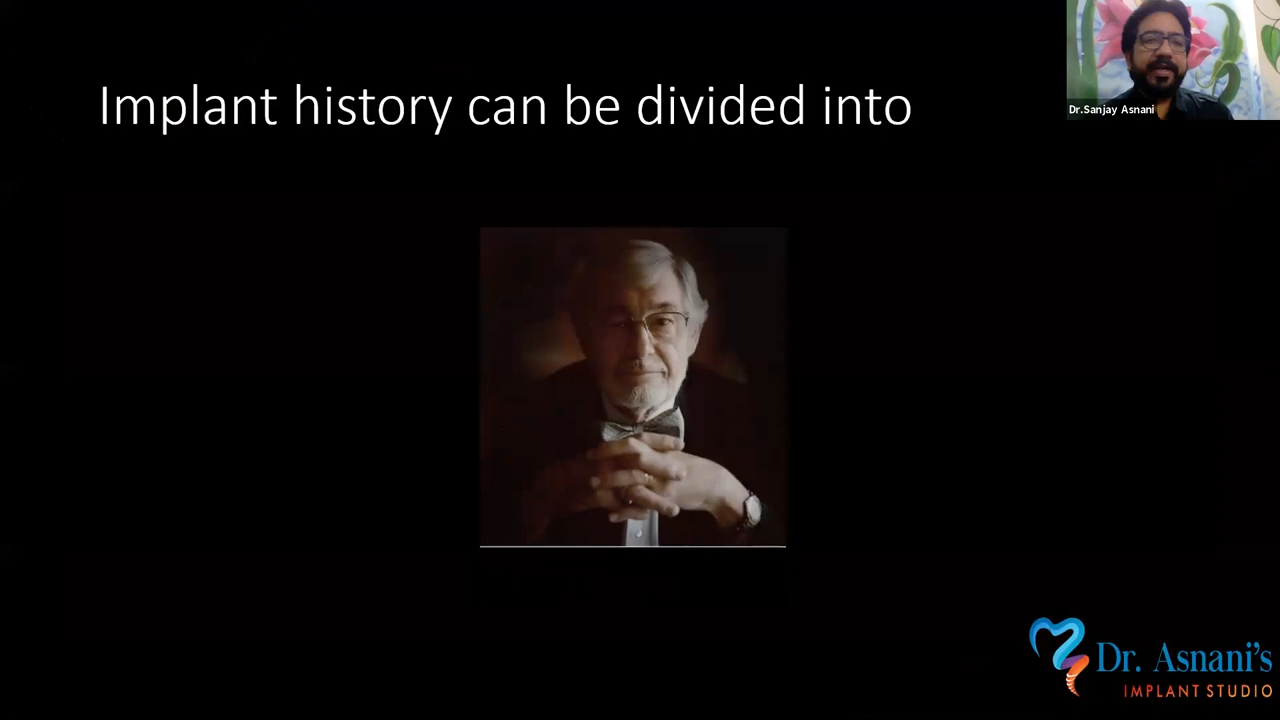 Implant history can be divided into
Dr.Sanjay Asnani
Dr. Asnani's
IMPLANT STUDIO